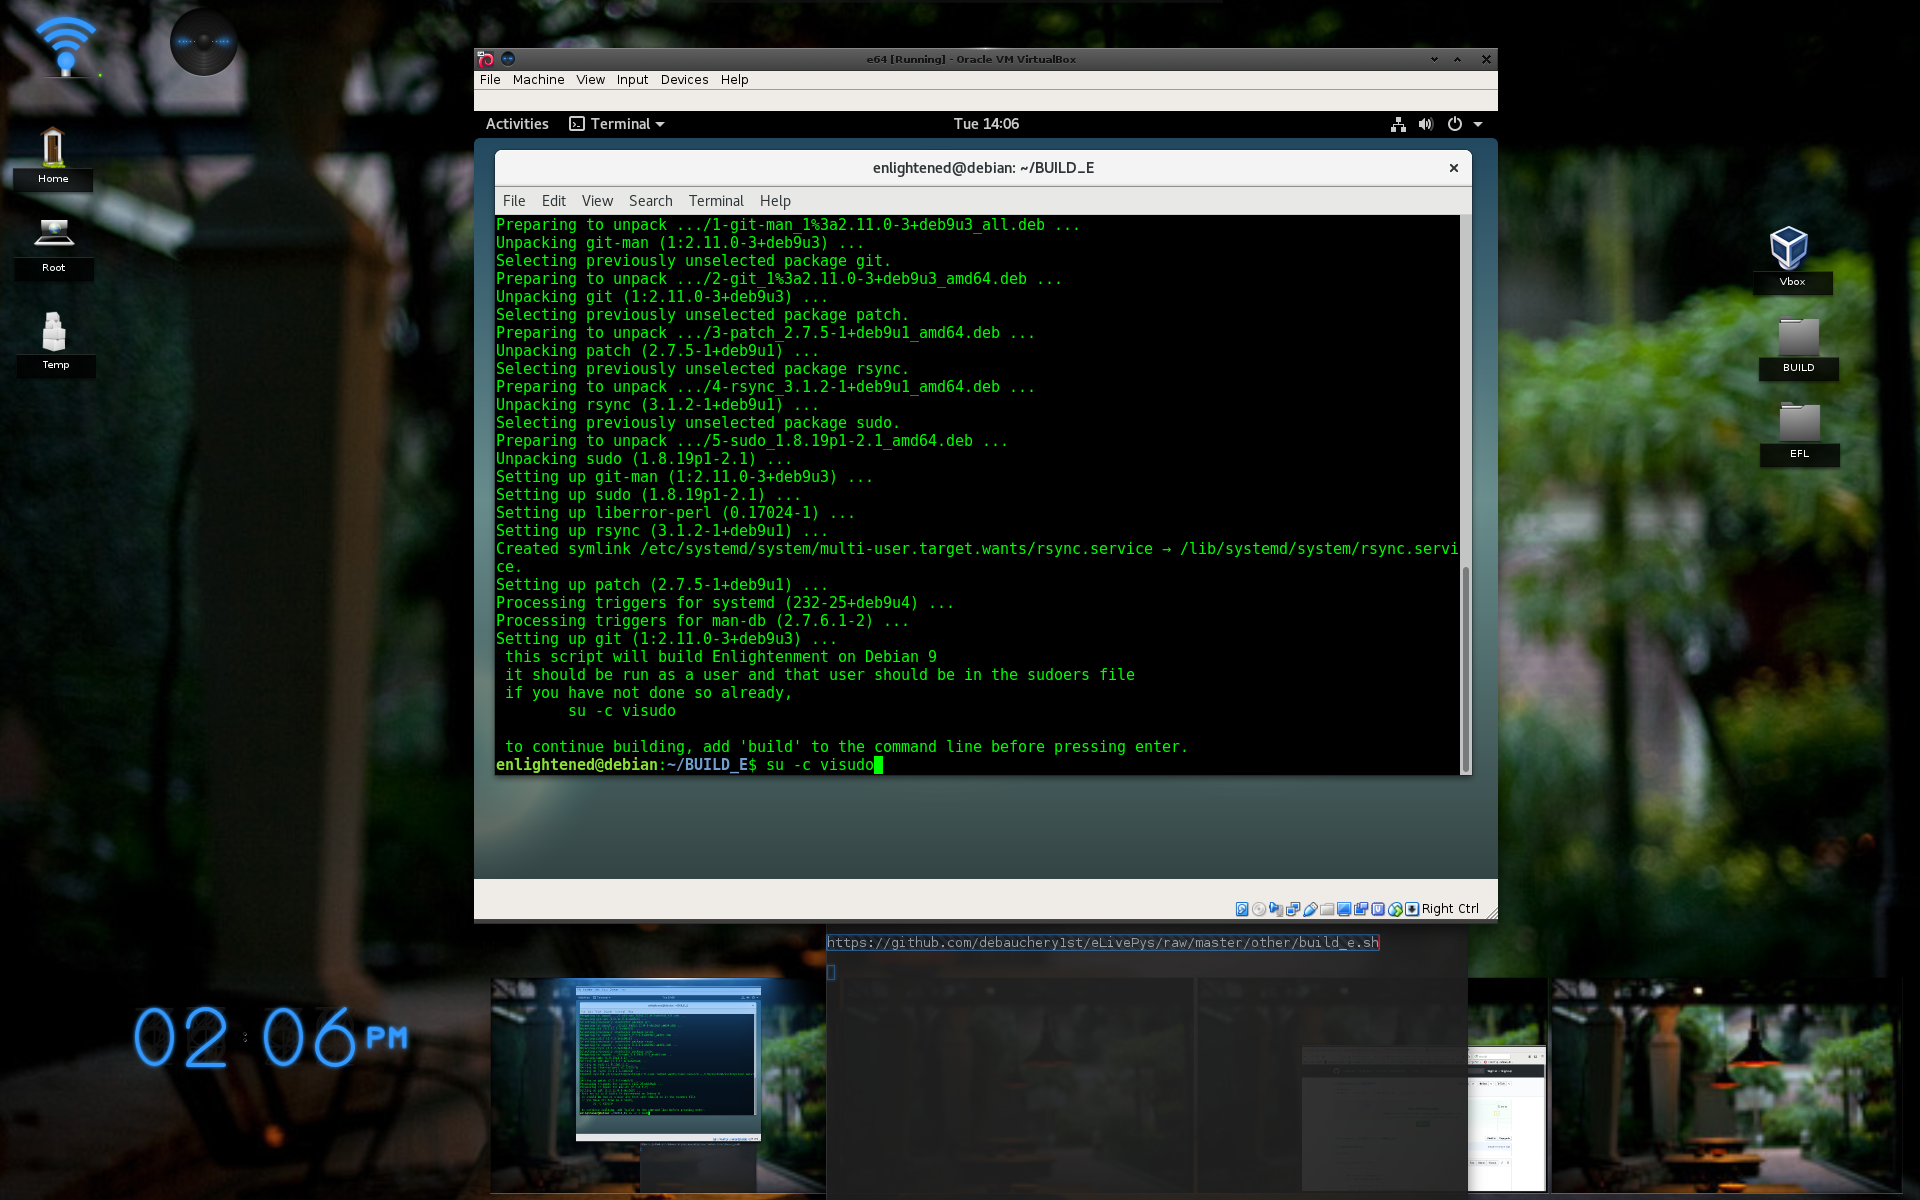 e64 [Running] - Oracle VM VirtualBox
File Machine View Input Devices Help
Activities Terminal Tue 14:06
enlightened@debian: ~/BUILD_E
File Edit View Search Terminal Help
Preparing to unpack .../1-git-man_1%3a2.11.0-3+deb9u3_all.deb ...
Unpacking git-man (1:2.11.0-3+deb9u3) ...
Selecting previously unselected package git.
Preparing to unpack .../2-git_1%3a2.11.0-3+deb9u3_amd64.deb ...
Unpacking git (1:2.11.0-3+deb9u3) ...
Selecting previously unselected package patch.
Preparing to unpack .../3-patch_2.7.5-1+deb9u1_amd64.deb ...
Unpacking patch (2.7.5-1+deb9u1) ...
Selecting previously unselected package rsync.
Preparing to unpack .../4-rsync_3.1.2-1+deb9u1_amd64.deb ...
Unpacking rsync (3.1.2-1+deb9u1) ...
Selecting previously unselected package sudo.
Preparing to unpack .../5-sudo_1.8.19p1-2.1_amd64.deb ...
Unpacking sudo (1.8.19p1-2.1) ...
Setting up git-man (1:2.11.0-3+deb9u3) ...
Setting up sudo (1.8.19p1-2.1) ...
Setting up liberror-perl (0.17024-1) ...
Setting up rsync (3.1.2-1+deb9u1) ...
Created symlink /etc/systemd/system/multi-user.target.wants/rsync.service → /lib/systemd/system/rsync.servi
ce.
Setting up patch (2.7.5-1+deb9u1) ...
Processing triggers for systemd (232-25+deb9u4) ...
Processing triggers for man-db (2.7.6.1-2) ...
Setting up git (1:2.11.0-3+deb9u3) ...
this script will build Enlightenment on Debian 9
it should be run as a user and that user should be in the sudoers file
if you have not done so already,
su -c visudo
to continue building, add 'build' to the command line before pressing enter.
enlightened@debian:~/BUILD_E$ su -c visudo
Right Ctrl
https://github.com/debauchery1st/eLivePys/raw/master/other/build_e.sh
Home
Root
Temp
Vbox
BUILD
EFL
02:06 PM